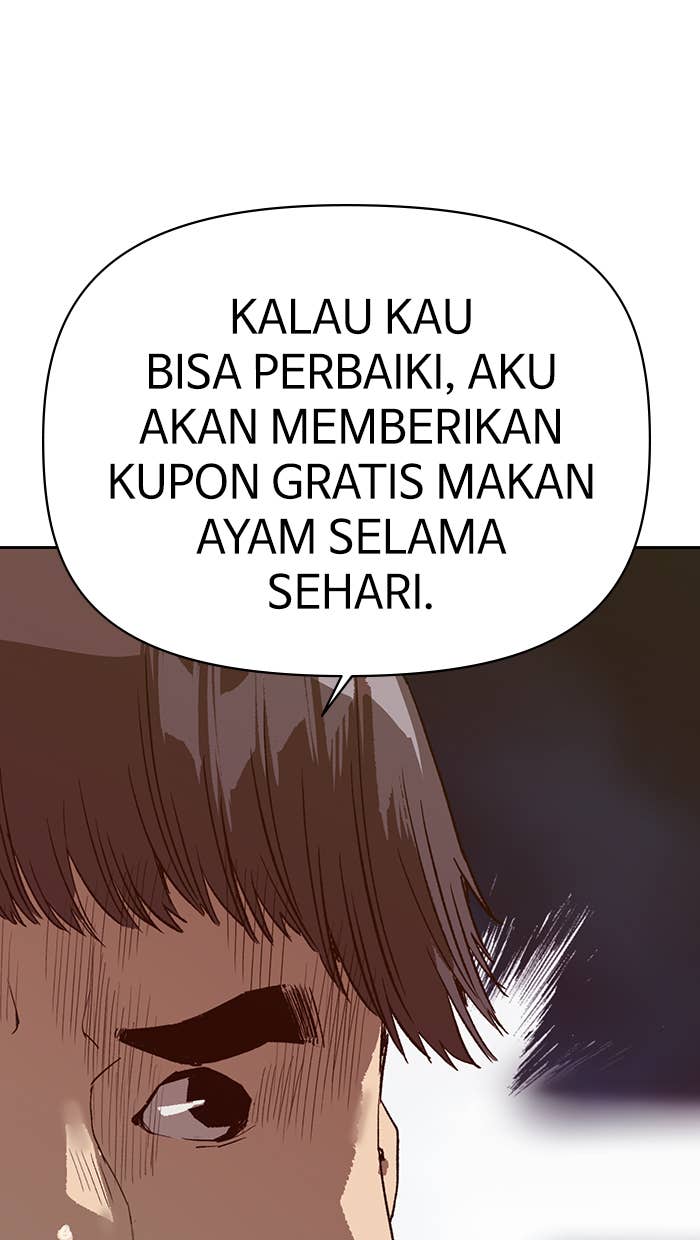 KALAU KAU
BISA PERBAIKI, AKU
AKAN MEMBERIKAN
KUPON GRATIS MAKAN
AYAM SELAMA
SEHARI.